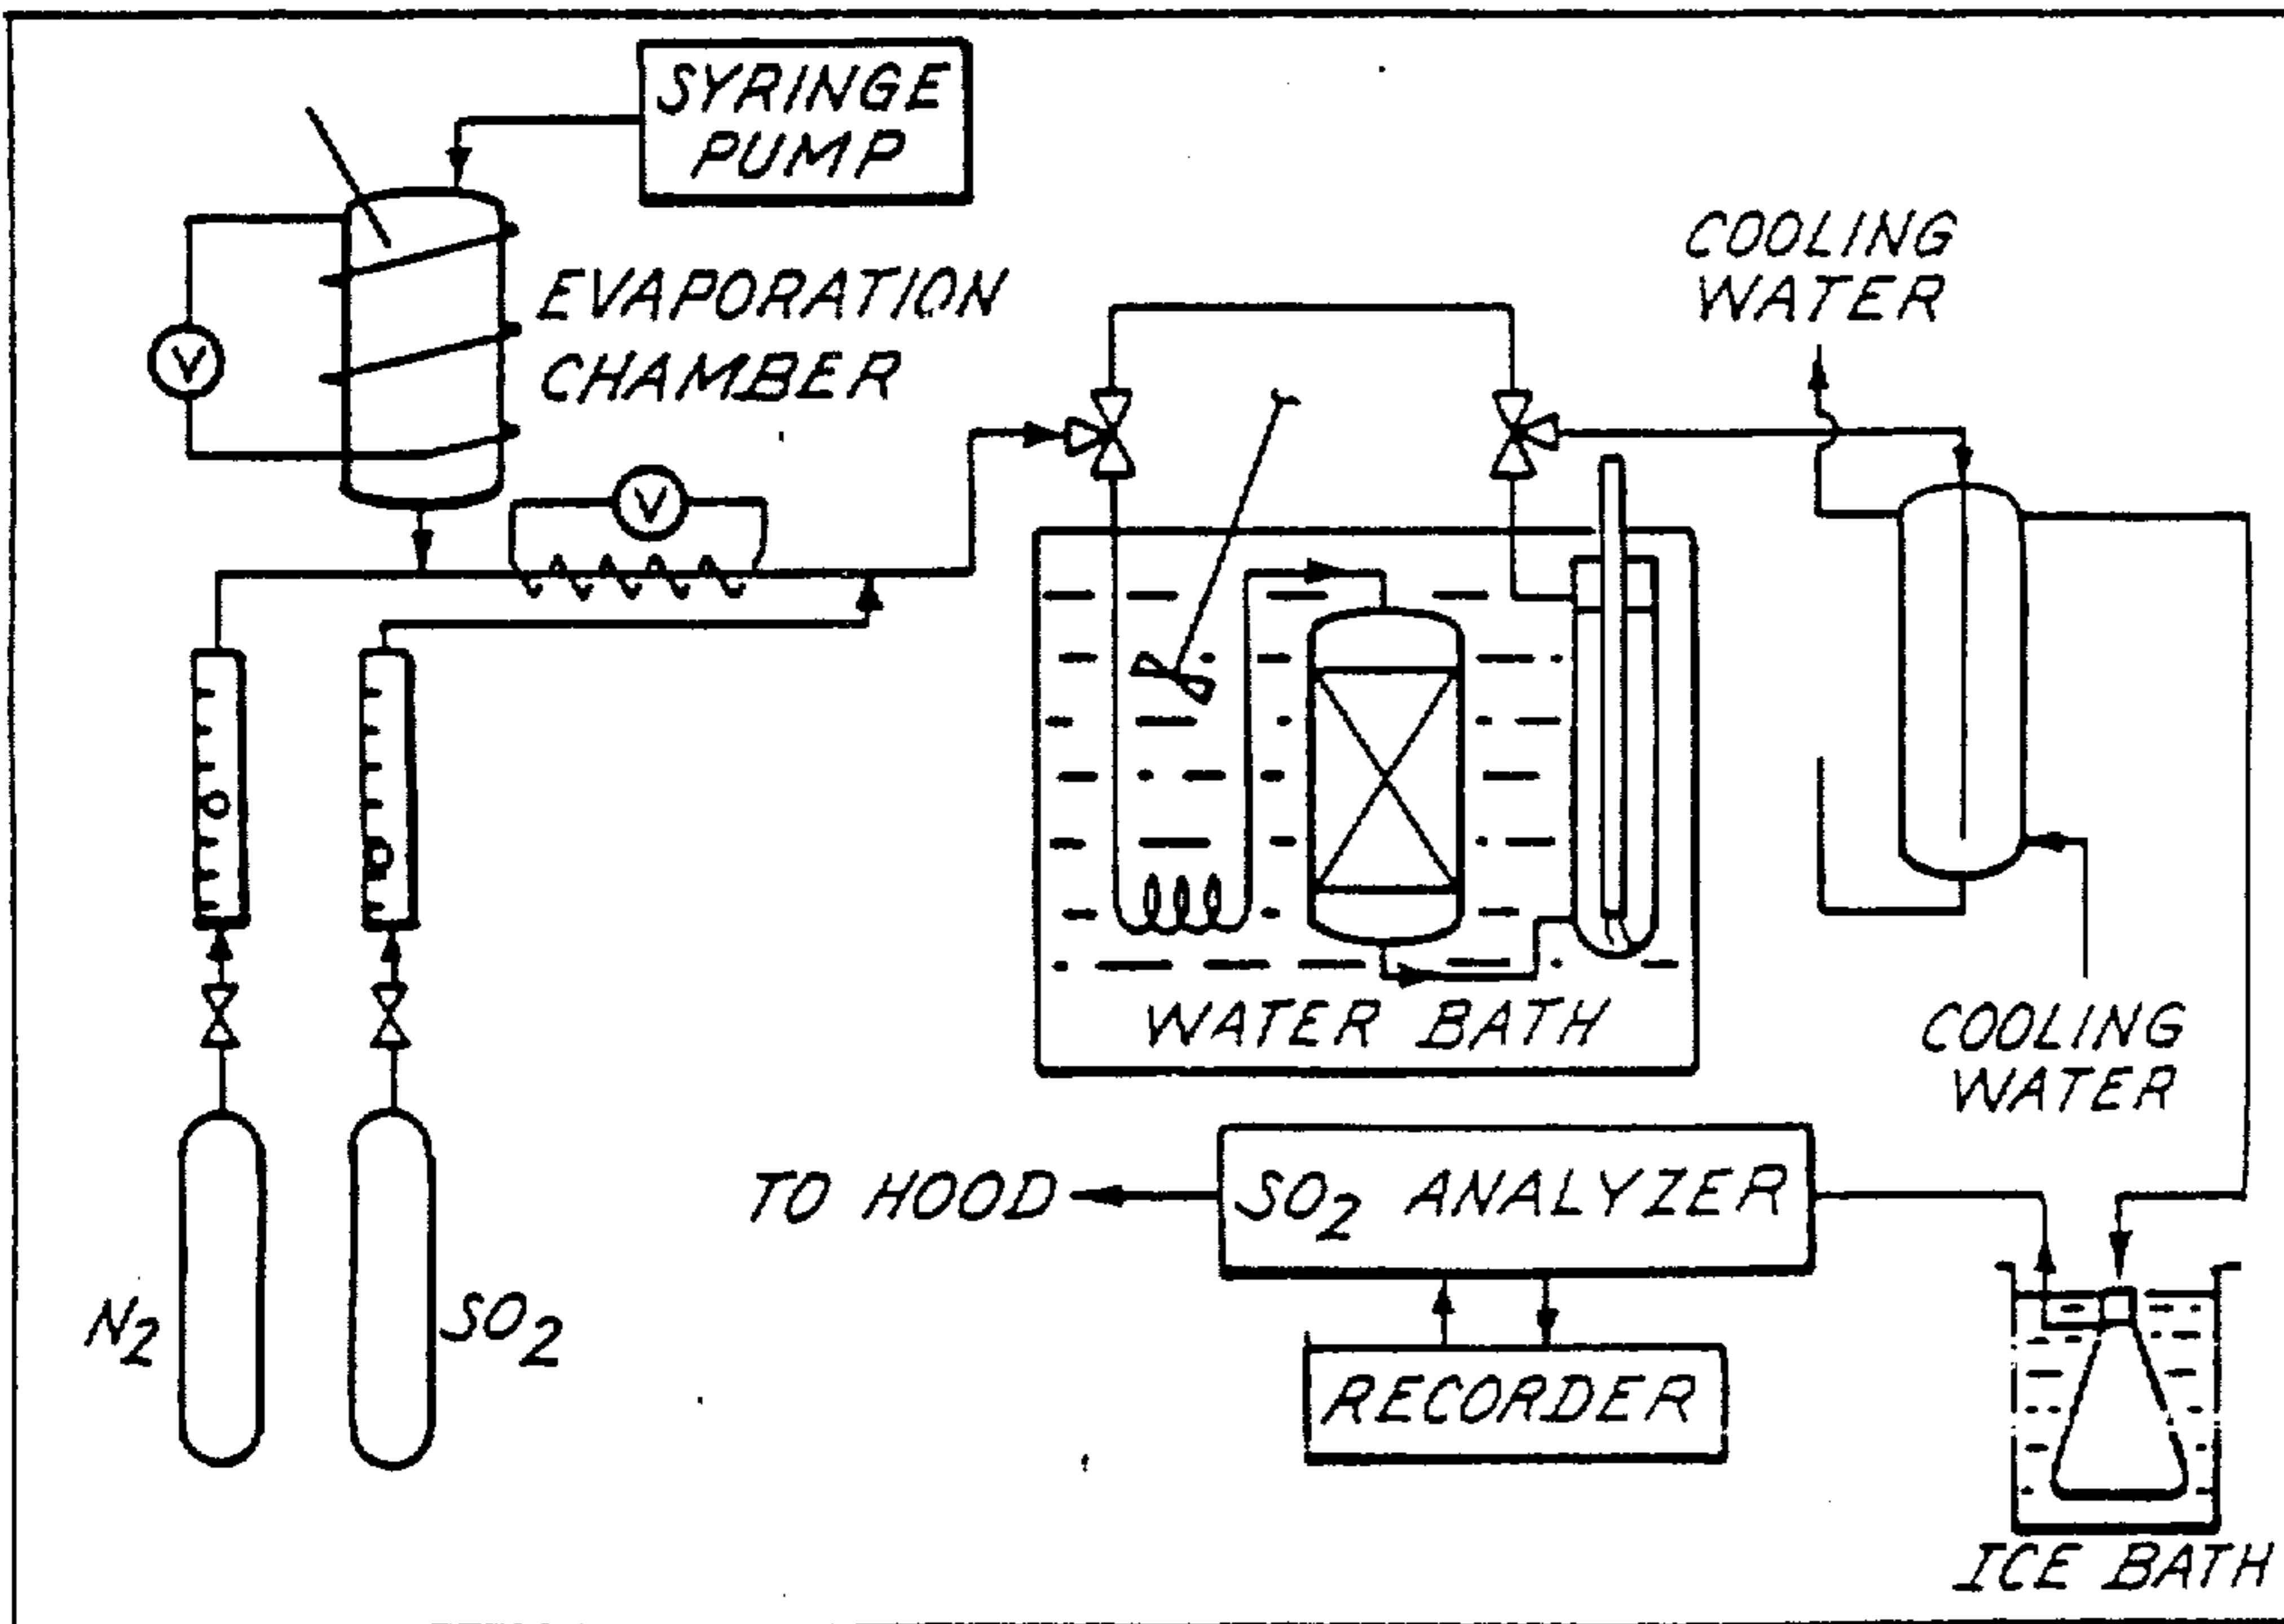 SYRINGE
PUMP
EVAPORATION
CHAMBER
V
V
COOLING
WATER
WATER BATH
COOLING
WATER
TO HOOD
SO2 ANALYZER
RECORDER
N2
SO2
ICE BATH